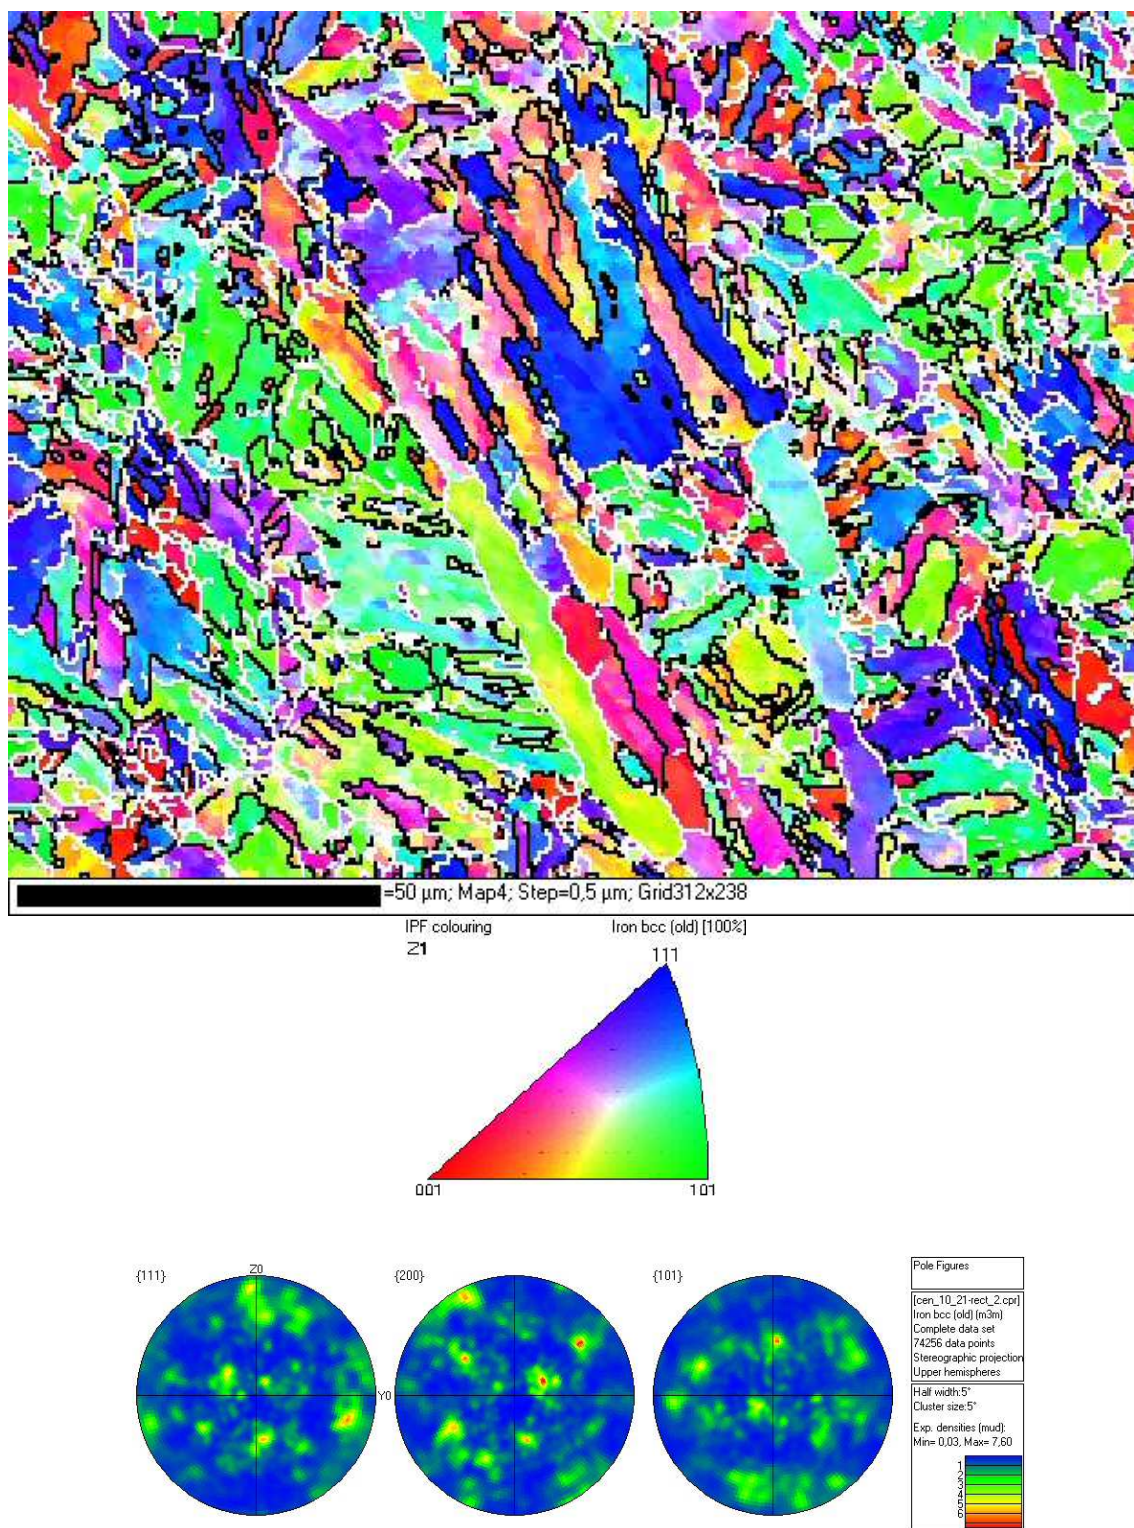 =50 µm; Map4; Step=0,5 µm; Grid312x238
IPF colouring
Z1
Iron bcc (old) [100%]
111
001
101
{111}
Z0
Y0
{200}
{101}
Pole Figures
[cen_10_21-rect_2.cpr]
Iron bcc (old) (m3m)
Complete data set
74256 data points
Stereographic projection
Upper hemispheres
Half width:5°
Cluster size:5°
Exp. densities (mud):
Min= 0,03, Max= 7,60
1
2
3
4
5
6